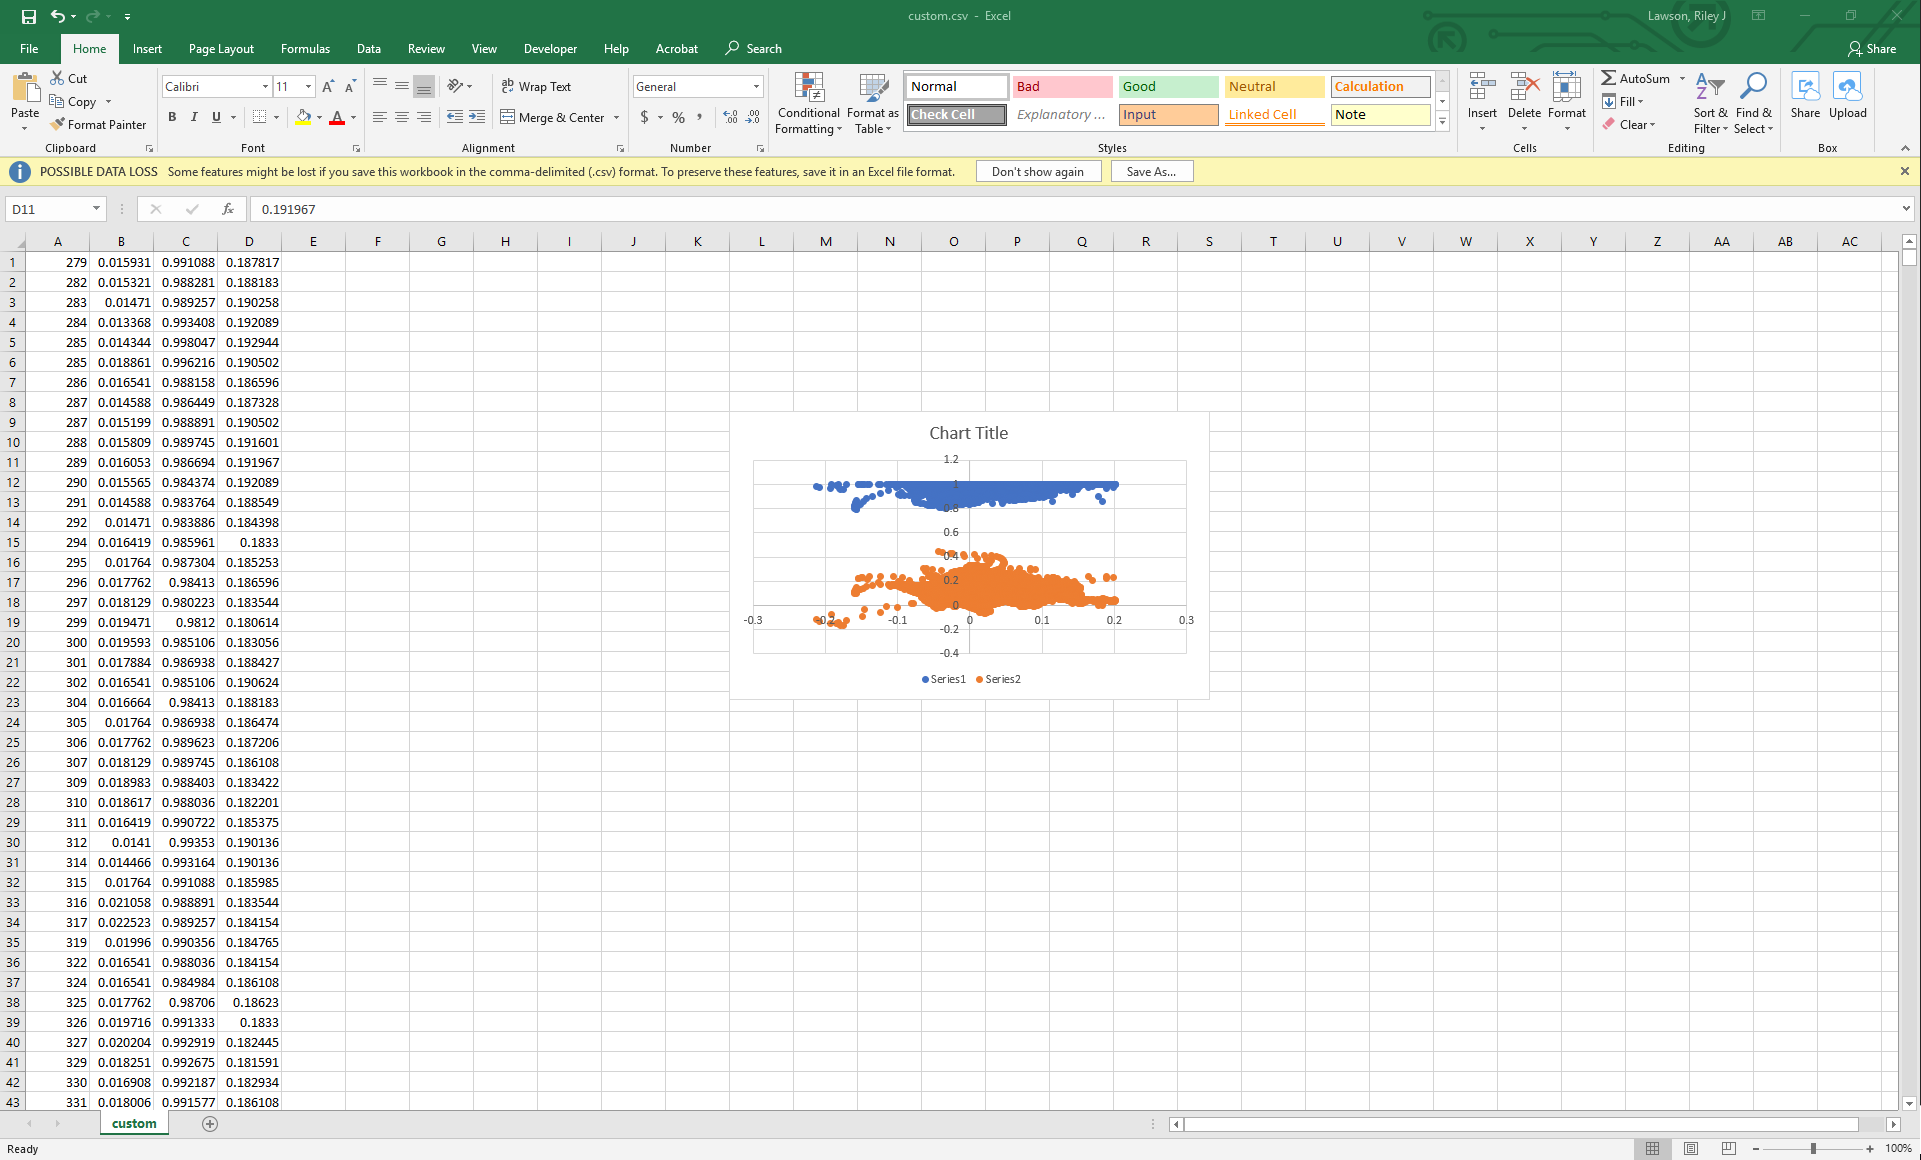 custom.csv - Excel
Lawson, Riley J
File Home Insert Page Layout Formulas Data Review View Developer Help Acrobat Search Share
Paste Cut Copy Format Painter Clipboard
Calibri 11 B I U A A A Font
ab Wrap Text Merge & Center Alignment
General $ % , Number
Conditional Formatting Format as Table
Normal Bad Good Neutral Calculation
Check Cell Explanatory ... Input Linked Cell Note
Styles
Insert Delete Format Cells
AutoSum Fill Clear Sort & Filter Find & Select Editing
Share Upload Box
POSSIBLE DATA LOSS Some features might be lost if you save this workbook in the comma-delimited (.csv) format. To preserve these features, save it in an Excel file format. Don't show again Save As...
D11 fx 0.191967
A B C D E F G H I J K L M N O P Q R S T U V W X Y Z AA AB AC
1 279 0.015931 0.991088 0.187817
2 282 0.015321 0.988281 0.188183
3 283 0.01471 0.989257 0.190258
4 284 0.013368 0.993408 0.192089
5 285 0.014344 0.998047 0.192944
6 285 0.018861 0.996216 0.190502
7 286 0.016541 0.988158 0.186596
8 287 0.014588 0.986449 0.187328
9 287 0.015199 0.988891 0.190502
10 288 0.015809 0.989745 0.191601
11 289 0.016053 0.986694 0.191967
12 290 0.015565 0.984374 0.192089
13 291 0.014588 0.983764 0.188549
14 292 0.01471 0.983886 0.184398
15 294 0.016419 0.985961 0.1833
16 295 0.01764 0.987304 0.185253
17 296 0.017762 0.98413 0.186596
18 297 0.018129 0.980223 0.183544
19 299 0.019471 0.9812 0.180614
20 300 0.019593 0.985106 0.183056
21 301 0.017884 0.986938 0.188427
22 302 0.016541 0.985106 0.190624
23 304 0.016664 0.98413 0.188183
24 305 0.01764 0.986938 0.186474
25 306 0.017762 0.989623 0.187206
26 307 0.018129 0.989745 0.186108
27 309 0.018983 0.988403 0.183422
28 310 0.018617 0.988036 0.182201
29 311 0.016419 0.990722 0.185375
30 312 0.0141 0.99353 0.190136
31 314 0.014466 0.993164 0.190136
32 315 0.01764 0.991088 0.185985
33 316 0.021058 0.988891 0.183544
34 317 0.022523 0.989257 0.184154
35 319 0.01996 0.990356 0.184765
36 322 0.016541 0.988036 0.184154
37 324 0.016541 0.984984 0.186108
38 325 0.017762 0.98706 0.18623
39 326 0.019716 0.991333 0.1833
40 327 0.020204 0.992919 0.182445
41 329 0.018251 0.992675 0.181591
42 330 0.016908 0.992187 0.182934
43 331 0.018006 0.991577 0.186108
Chart Title
1.2
1
0.8
0.6
0.4
0.2
0
-0.3 -0.2 -0.1 0 0.1 0.2 0.3
-0.2
-0.4
Series1 Series2
custom
Ready
100%